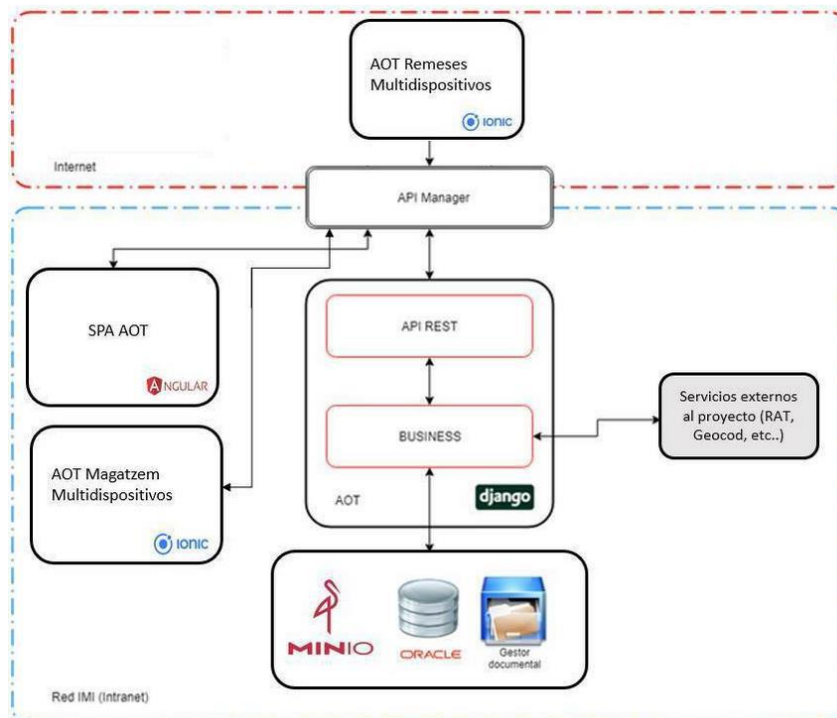 AOT Remeses
Multidispositivos
IONIC
Internet
API Manager
SPA AOT
ANGULAR
API REST
Servicios externos
al proyecto (RAT,
Geocod, etc..)
BUSINESS
AOT Magatzem
Multidispositivos
IONIC
AOT
django
MINIO
ORACLE
Gestor
documental
Red IMI (Intranet)